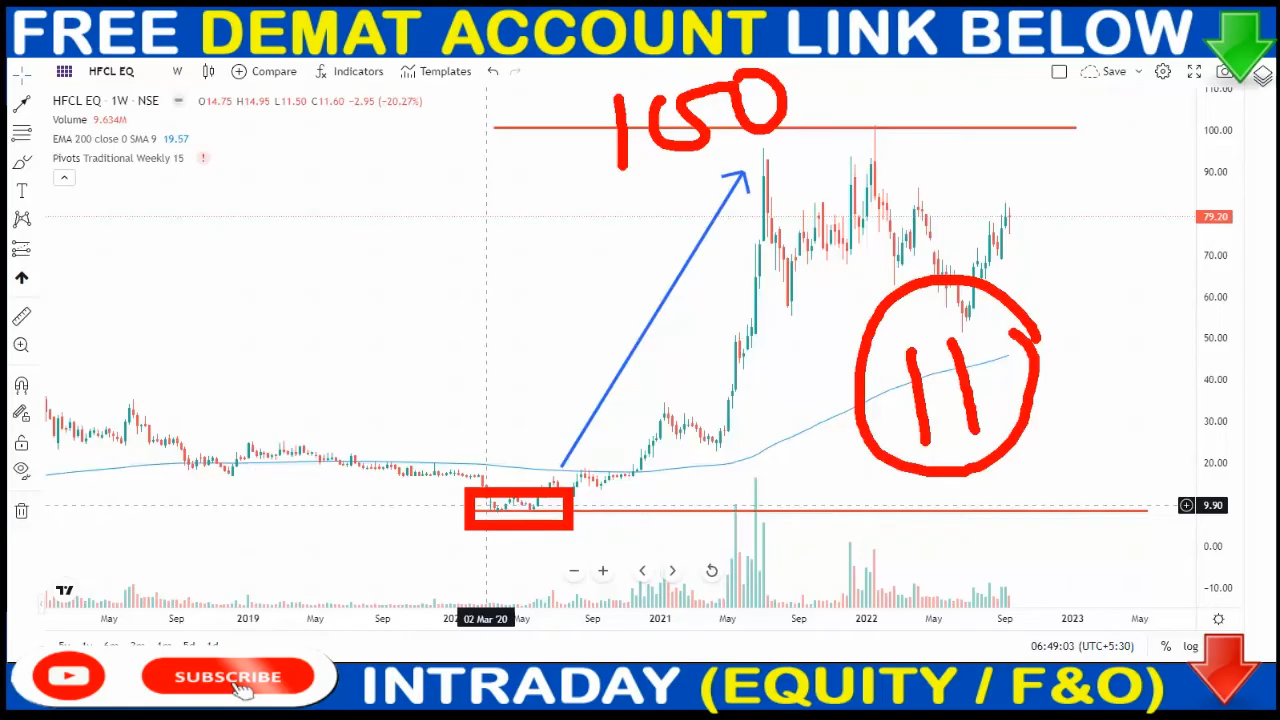 FREE DEMAT ACCOUNT LINK BELOW
HFCL EQ W Compare Indicators Templates Save
HFCL EQ · 1W · NSE O14.75 H14.95 L11.50 C11.60 -2.95 (-20.27%)
Volume 9.634M
EMA 200 close 0 SMA 9 19.57
Pivots Traditional Weekly 15 !
150
11
110.00
100.00
90.00
79.20
70.00
60.00
50.00
40.00
30.00
20.00
9.90
0.00
-10.00
May Sep 2019 May Sep 02 Mar '20 May Sep 2021 May Sep 2022 May Sep 2023 May
06:49:03 (UTC+5:30) % log
SUBSCRIBE
INTRADAY (EQUITY / F&O)